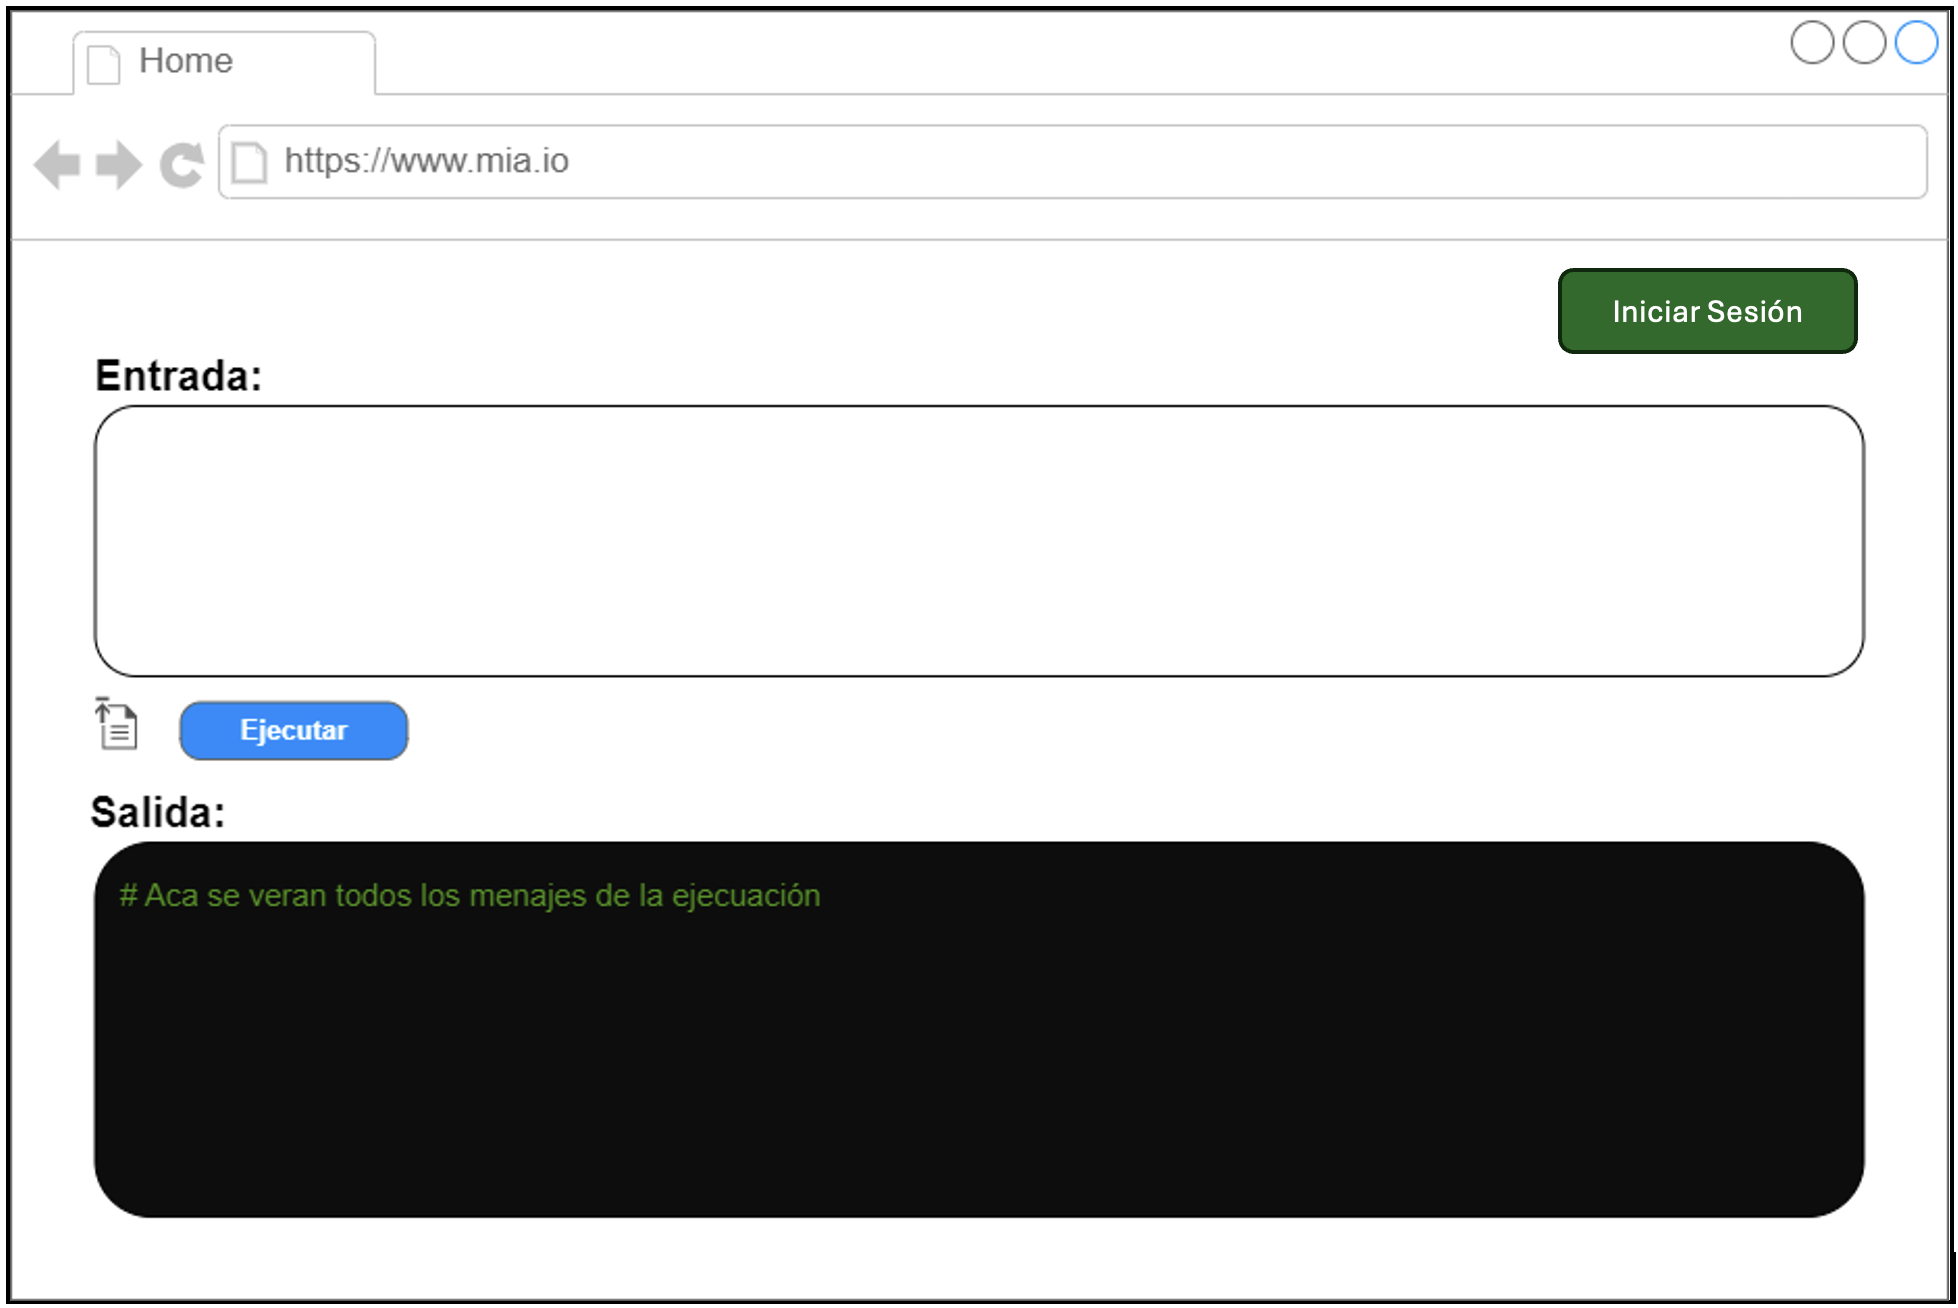 Home
https://www.mia.io
Iniciar Sesión
Entrada:
Ejecutar
Salida:
# Aca se veran todos los menajes de la ejecuación